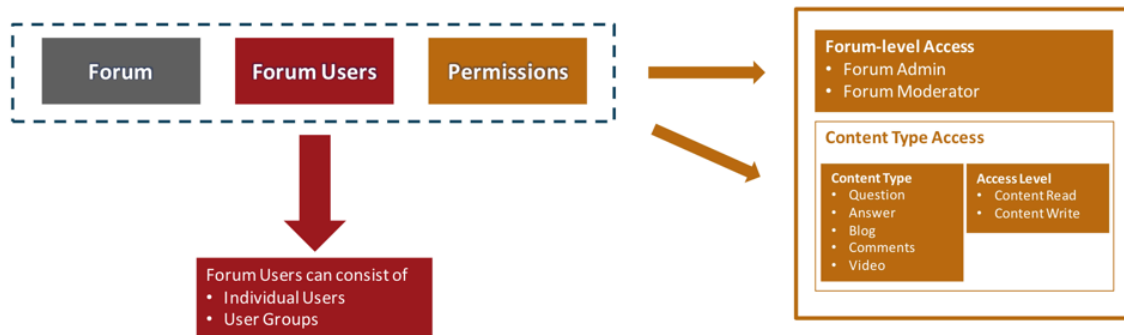 Forum
Forum Users
Permissions
Forum Users can consist of
• Individual Users
• User Groups
Forum-level Access
• Forum Admin
• Forum Moderator
Content Type Access
Content Type
• Question
• Answer
• Blog
• Comments
• Video
Access Level
• Content Read
• Content Write